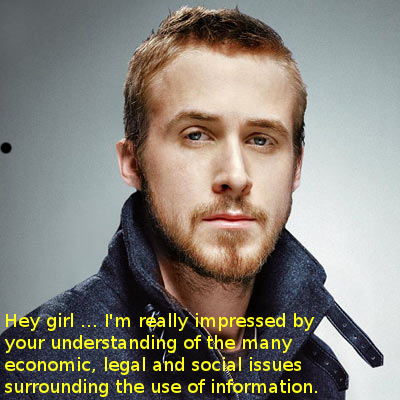 Hey girl ... I'm really impressed by
your understanding of the many
economic, legal and social issues
surrounding the use of information.